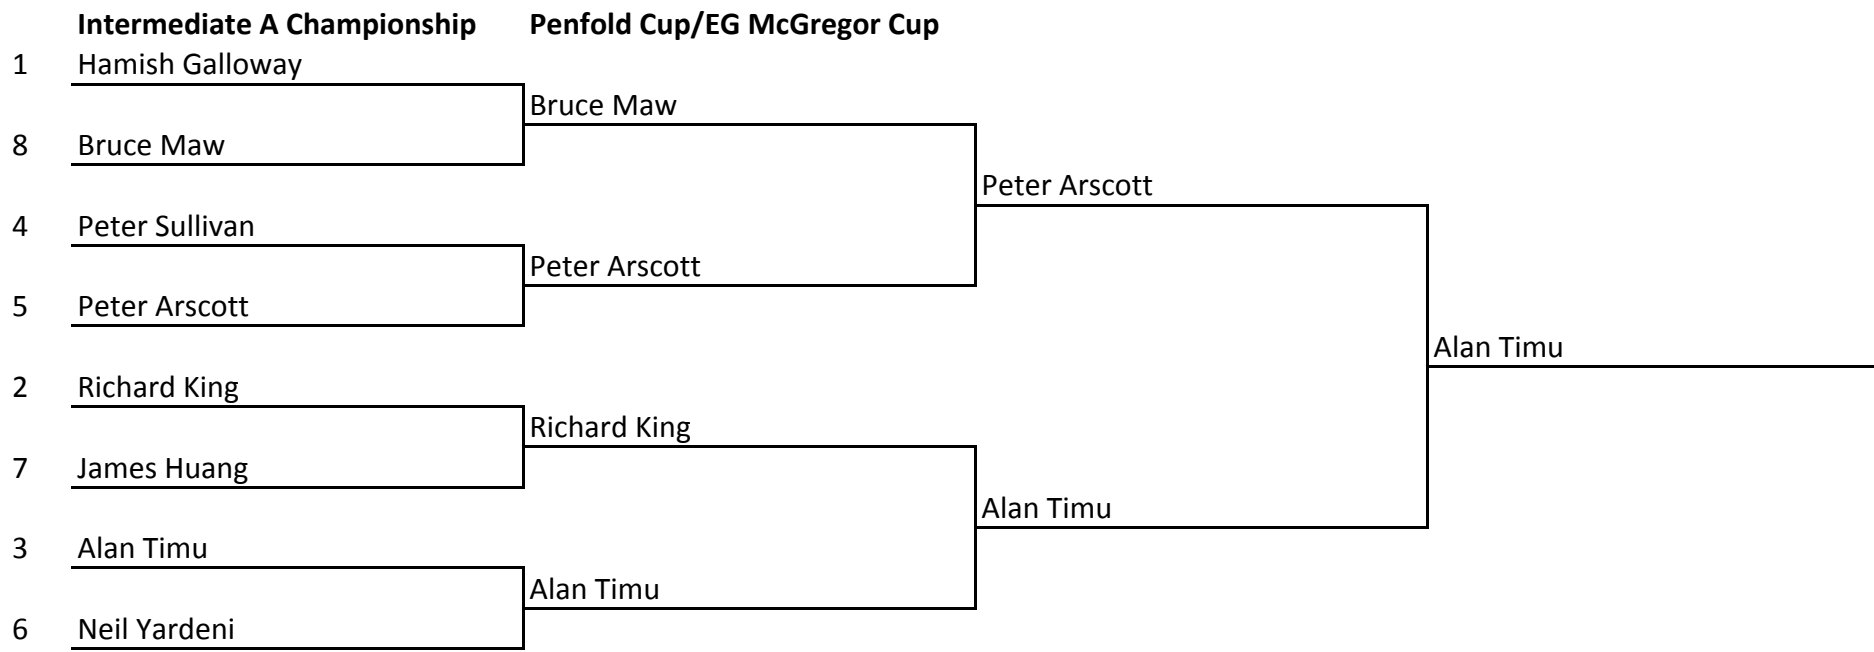 Intermediate A Championship Penfold Cup/EG McGregor Cup
1 Hamish Galloway
Bruce Maw
8 Bruce Maw
Peter Arscott
4 Peter Sullivan
Peter Arscott
5 Peter Arscott
Alan Timu
2 Richard King
Richard King
7 James Huang
Alan Timu
3 Alan Timu
Alan Timu
6 Neil Yardeni